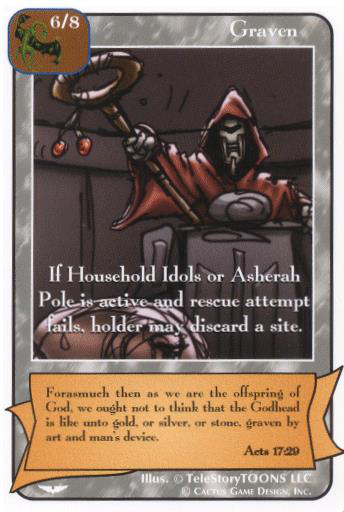 6/8
Graven
If Household Idols or Asherah
Pole is active and rescue attempt
fails, holder may discard a site.
Forasmuch then as we are the offspring of
God, we ought not to think that the Godhead
is like unto gold, or silver, or stone, graven by
art and man's device.
Acts 17:29
Illus. © TeleStoryTOONS LLC
© Cactus Game Design, Inc.